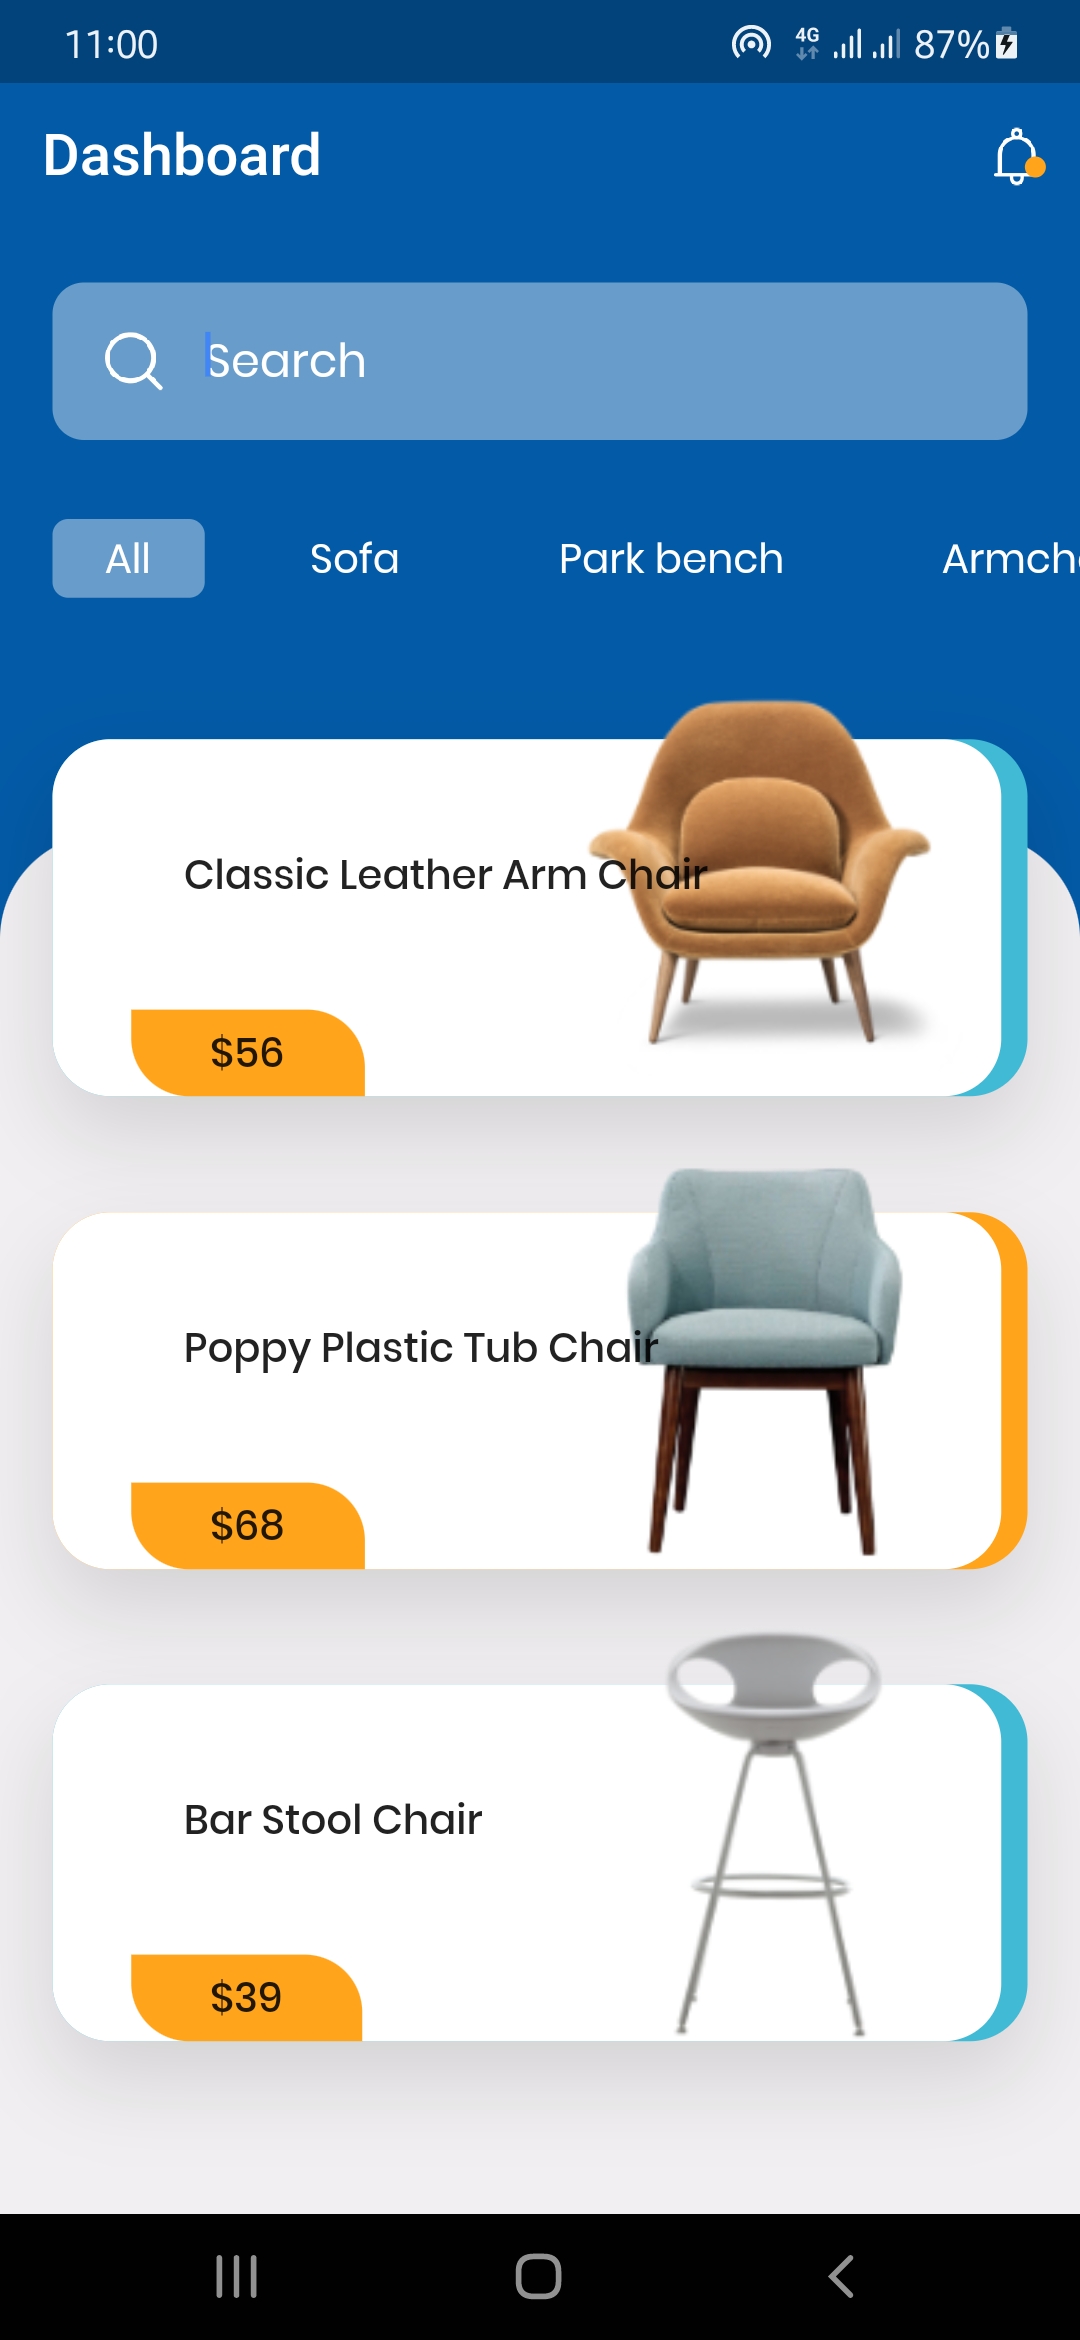 11:00 4G 87%
Dashboard
Search
All Sofa Park bench Armch
Classic Leather Arm Chair
$56
Poppy Plastic Tub Chair
$68
Bar Stool Chair
$39